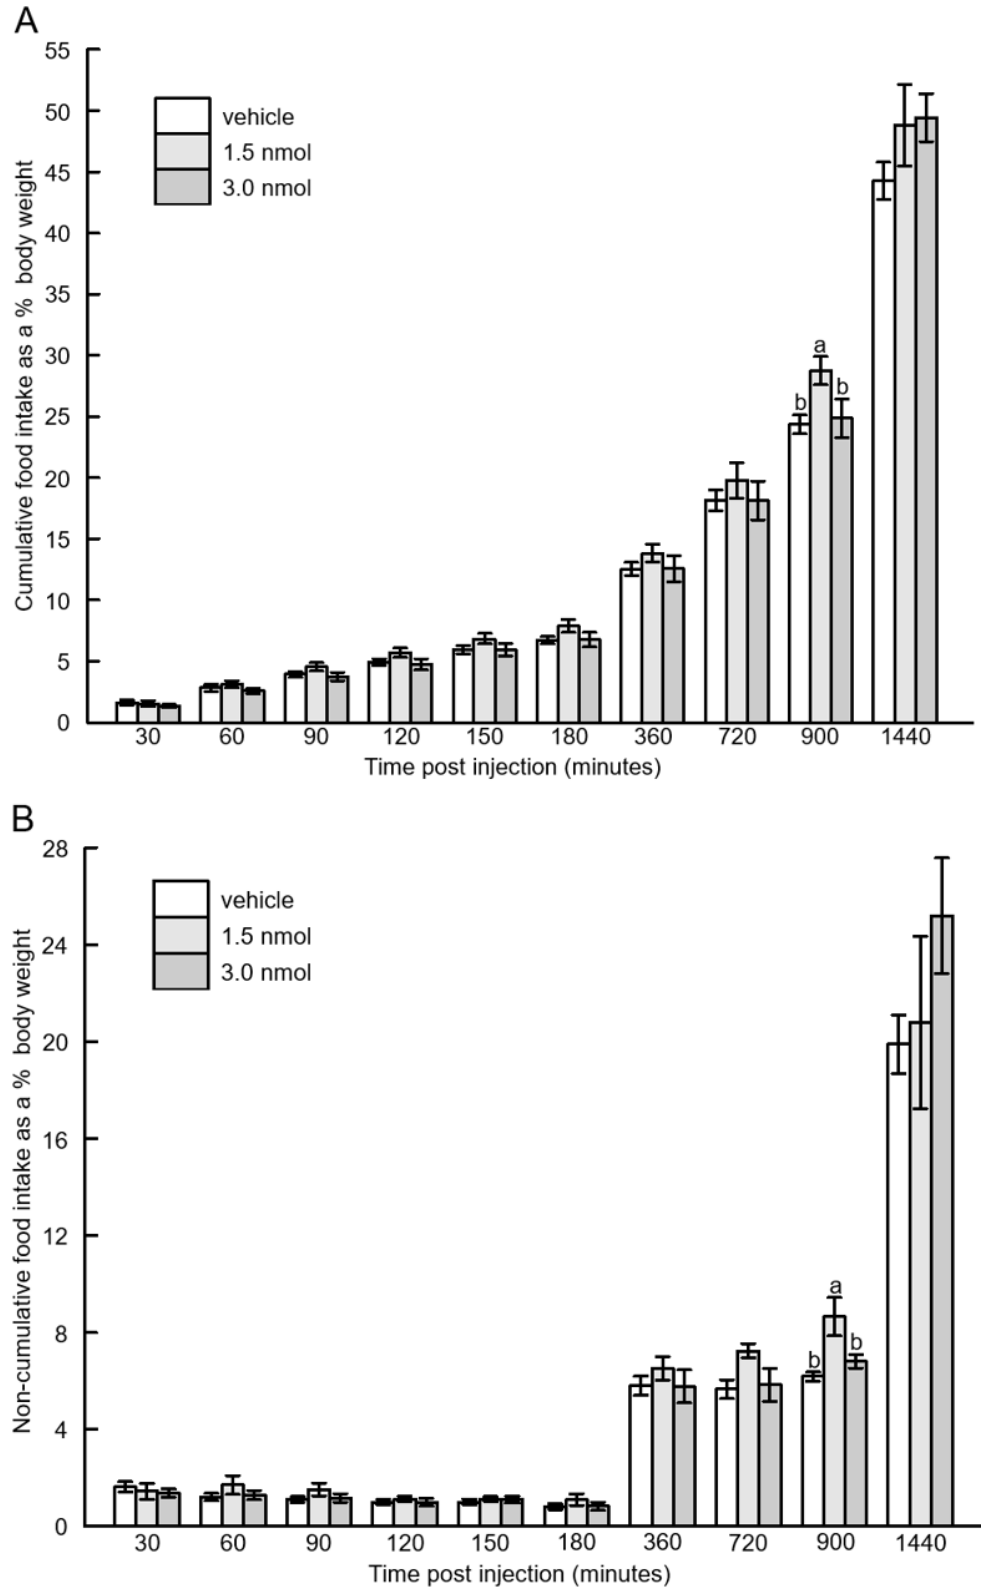 A
55
50
45
40
35
30
25
20
15
10
5
0
Cumulative food intake as a % body weight
vehicle
1.5 nmol
3.0 nmol
b a b
30 60 90 120 150 180 360 720 900 1440
Time post injection (minutes)
B
28
24
20
16
12
8
4
0
Non-cumulative food intake as a % body weight
vehicle
1.5 nmol
3.0 nmol
b a b
30 60 90 120 150 180 360 720 900 1440
Time post injection (minutes)